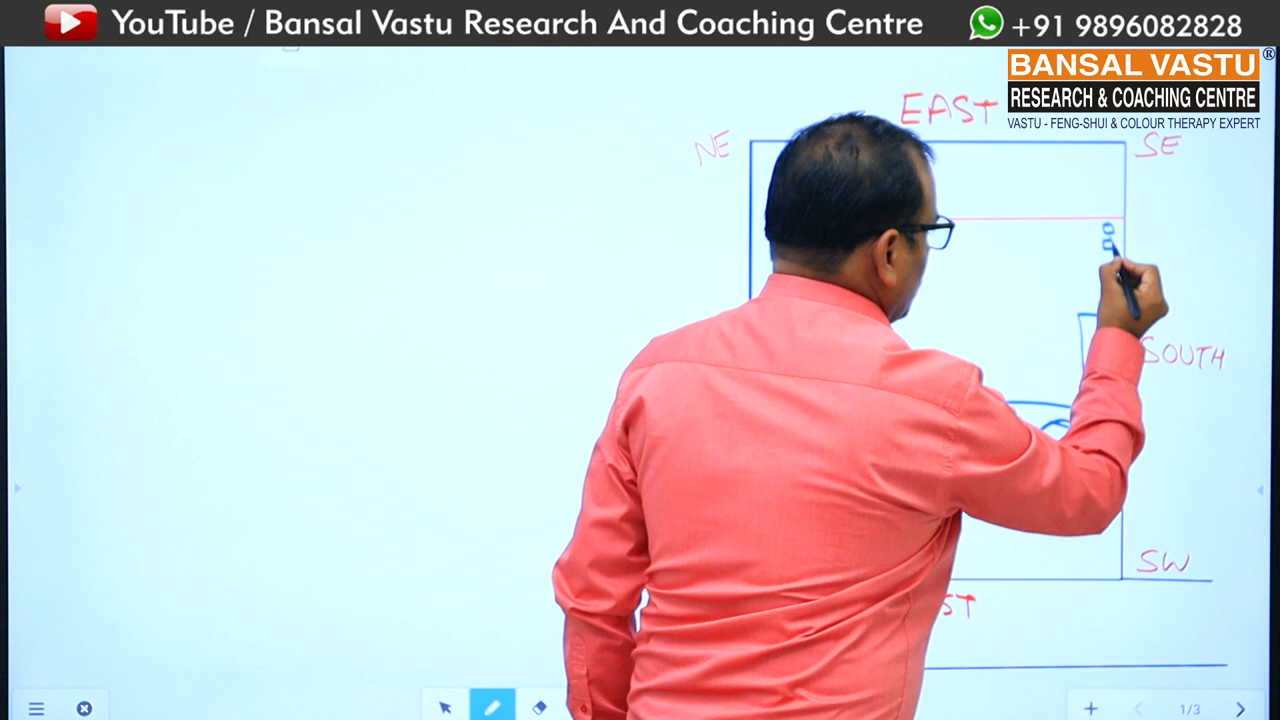 YouTube / Bansal Vastu Research And Coaching Centre
+91 9896082828
BANSAL VASTU ®
RESEARCH & COACHING CENTRE
VASTU - FENG-SHUI & COLOUR THERAPY EXPERT
EAST
NE
SE
SOUTH
SW
ST
1/3